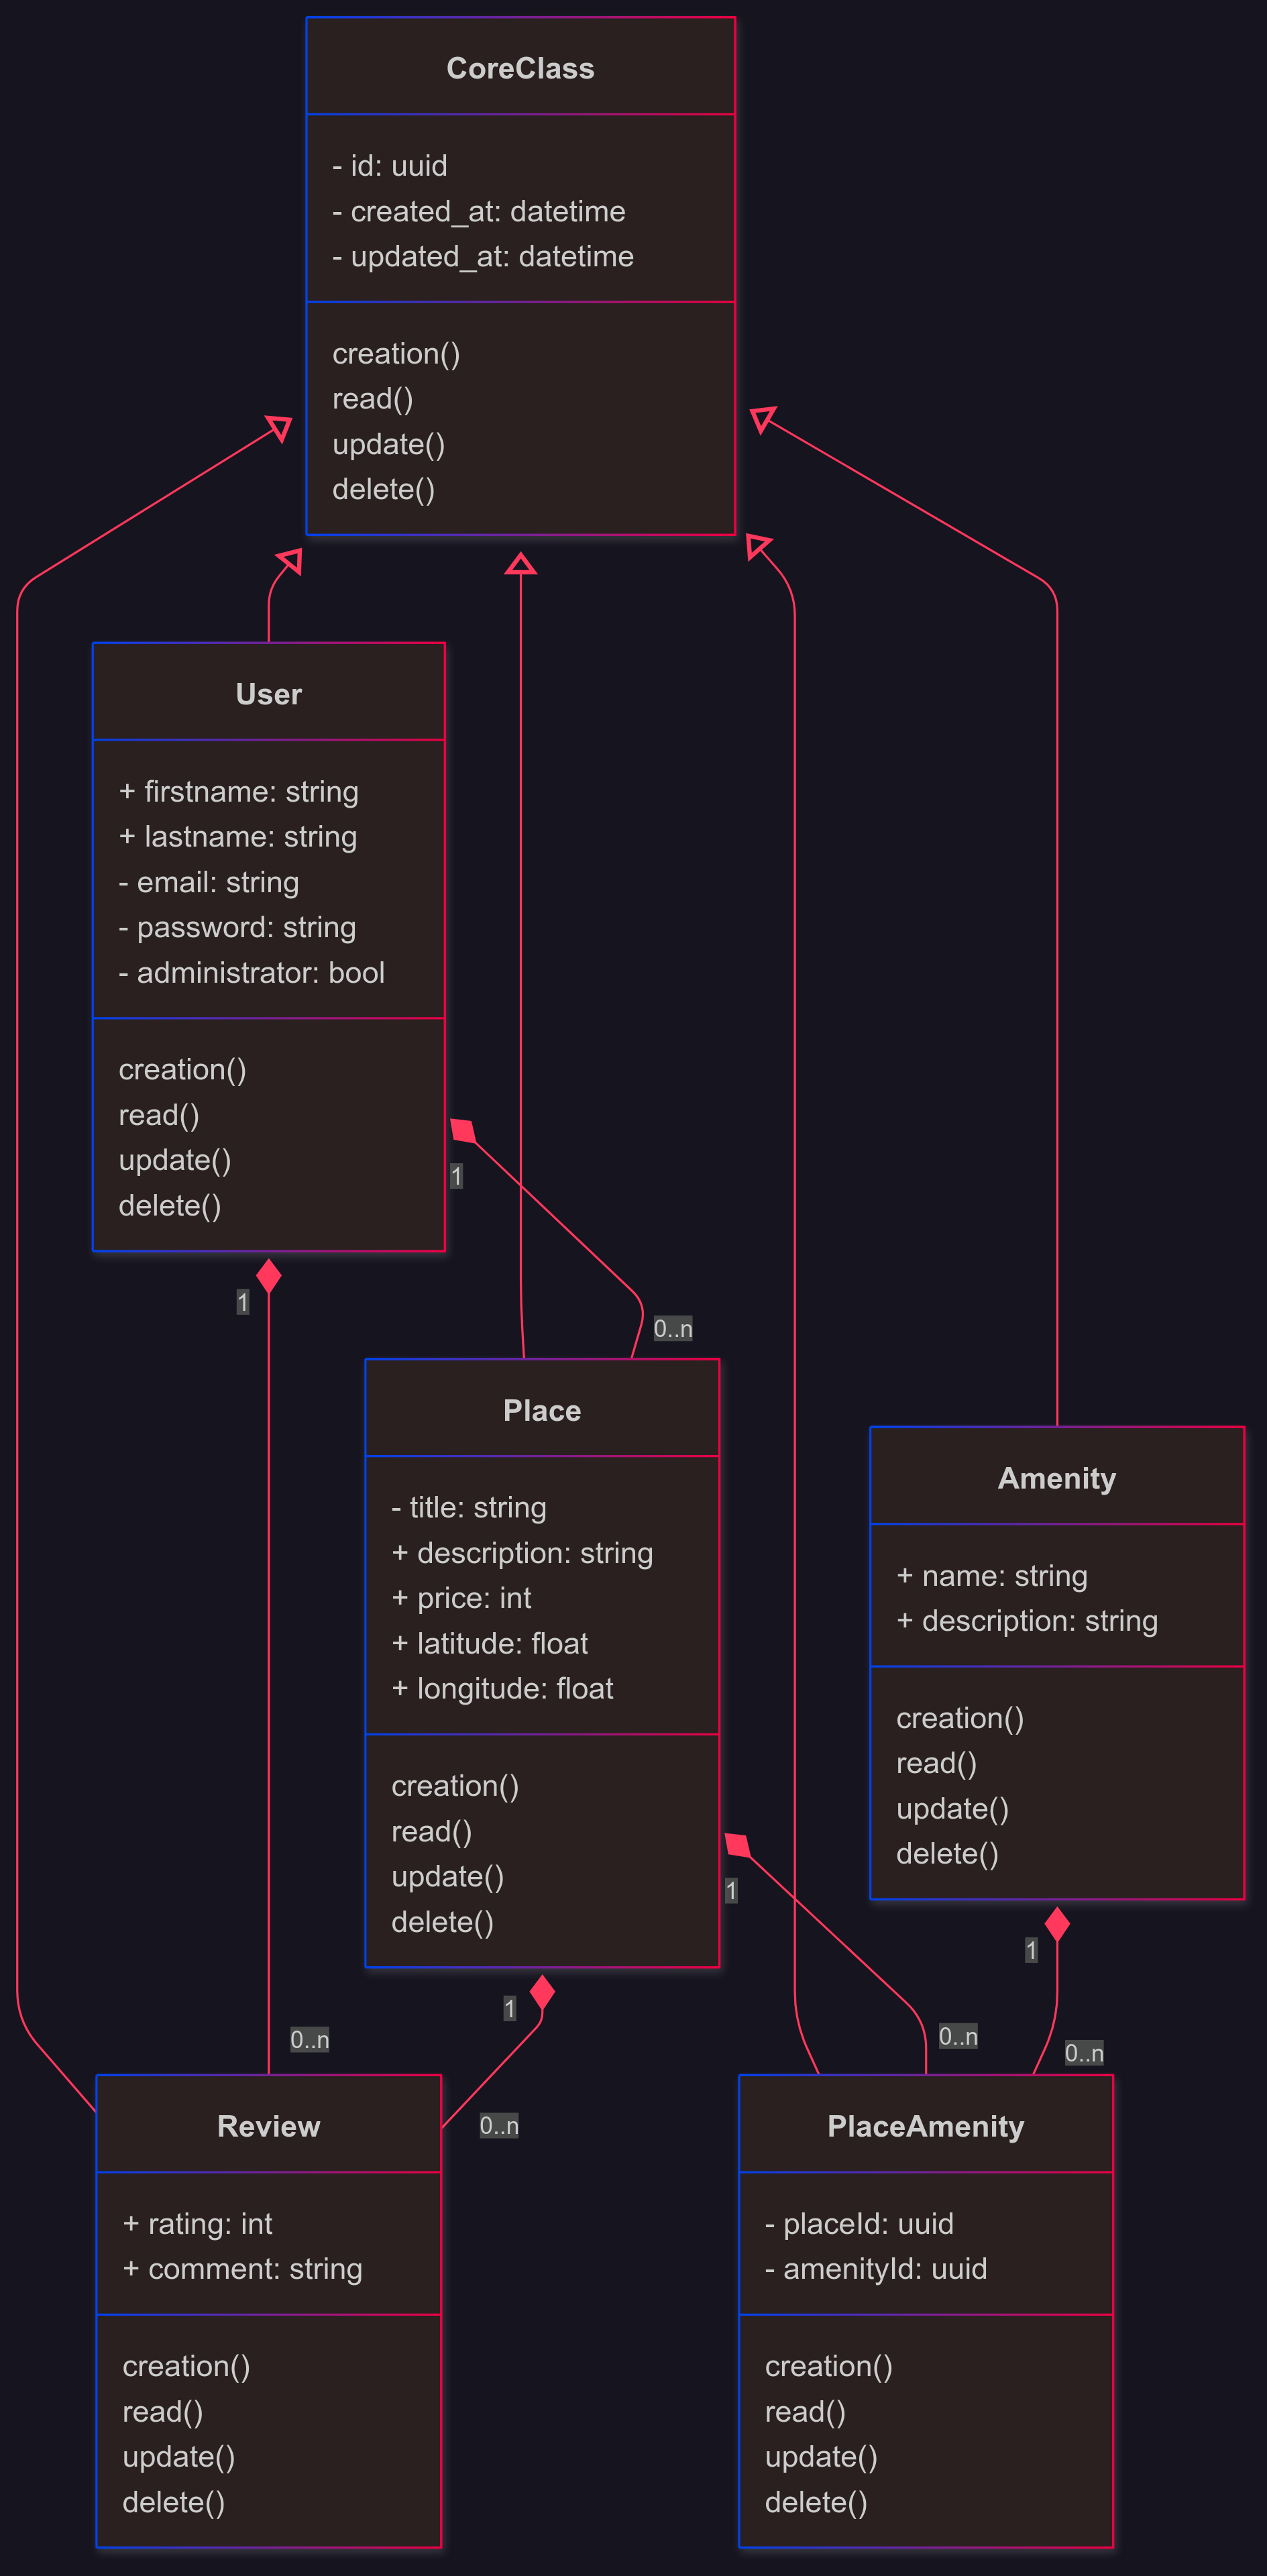 CoreClass
- id: uuid
- created_at: datetime
- updated_at: datetime
creation()
read()
update()
delete()
User
+ firstname: string
+ lastname: string
- email: string
- password: string
- administrator: bool
creation()
read()
update()
delete()
1
1
0..n
Place
- title: string
+ description: string
+ price: int
+ latitude: float
+ longitude: float
creation()
read()
update()
delete()
Amenity
+ name: string
+ description: string
creation()
read()
update()
delete()
1
1
1
0..n
0..n
0..n
0..n
Review
+ rating: int
+ comment: string
creation()
read()
update()
delete()
PlaceAmenity
- placeId: uuid
- amenityId: uuid
creation()
read()
update()
delete()